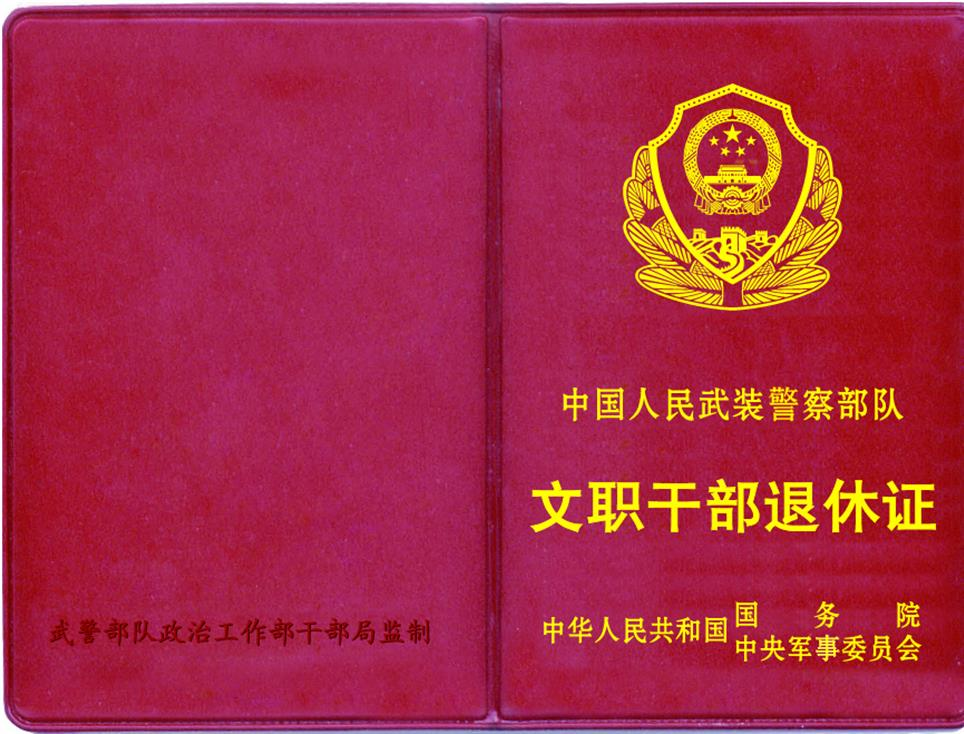 中国人民武装警察部队
文职干部退休证
中华人民共和国国务院
中央军事委员会
武警部队政治工作部干部局监制